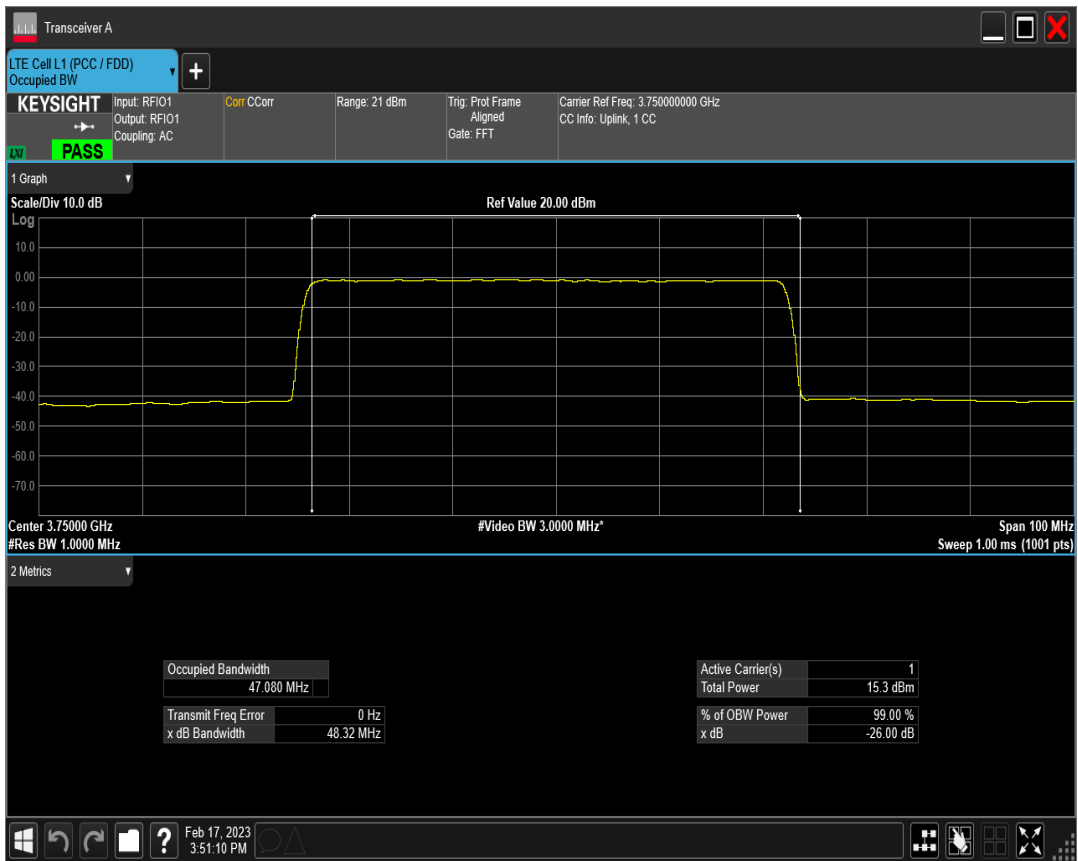 Transceiver A
LTE Cell L1 (PCC / FDD)
Occupied BW
+
KEYSIGHT
LXI
PASS
Input: RFIO1
Output: RFIO1
Coupling: AC
Corr CCorr
Range: 21 dBm
Trig: Prot Frame
Aligned
Gate: FFT
Carrier Ref Freq: 3.750000000 GHz
CC Info: Uplink, 1 CC
1 Graph
Scale/Div 10.0 dB
Ref Value 20.00 dBm
Log
10.0
0.00
-10.0
-20.0
-30.0
-40.0
-50.0
-60.0
-70.0
Center 3.75000 GHz
#Video BW 3.0000 MHz*
Span 100 MHz
#Res BW 1.0000 MHz
Sweep 1.00 ms (1001 pts)
2 Metrics
Occupied Bandwidth
47.080 MHz
Transmit Freq Error 0 Hz
x dB Bandwidth 48.32 MHz
Active Carrier(s) 1
Total Power 15.3 dBm
% of OBW Power 99.00 %
x dB -26.00 dB
?
Feb 17, 2023
3:51:10 PM